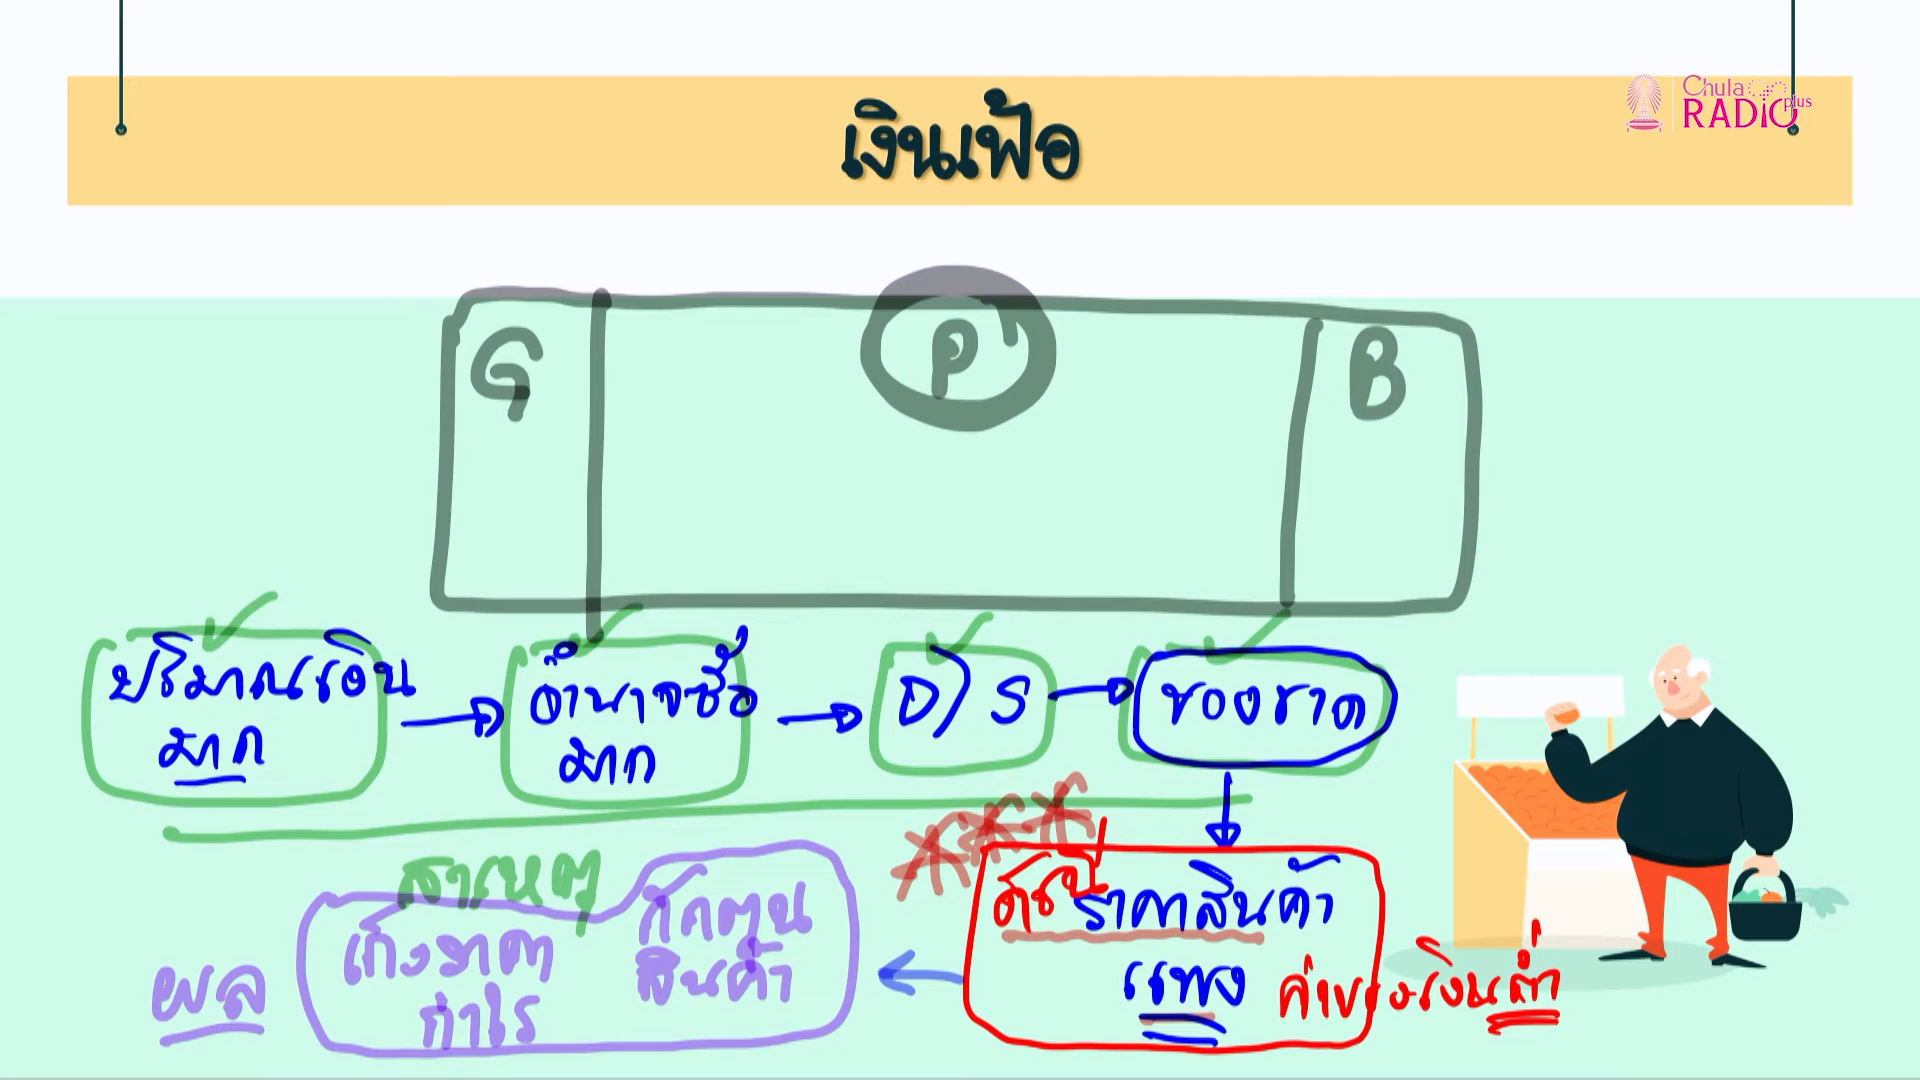 เงินเฟ้อ
Chula
RADIO plus
G
P
B
ปริมาณเงิน
มาก
อำนาจซื้อ
มาก
D/S
ของขาด
สาเหตุ
ดัชนีราคาสินค้า
แพง
ค่าของเงินต่ำ
กักตุน
สินค้า
เก็งราคา
กำไร
ผล